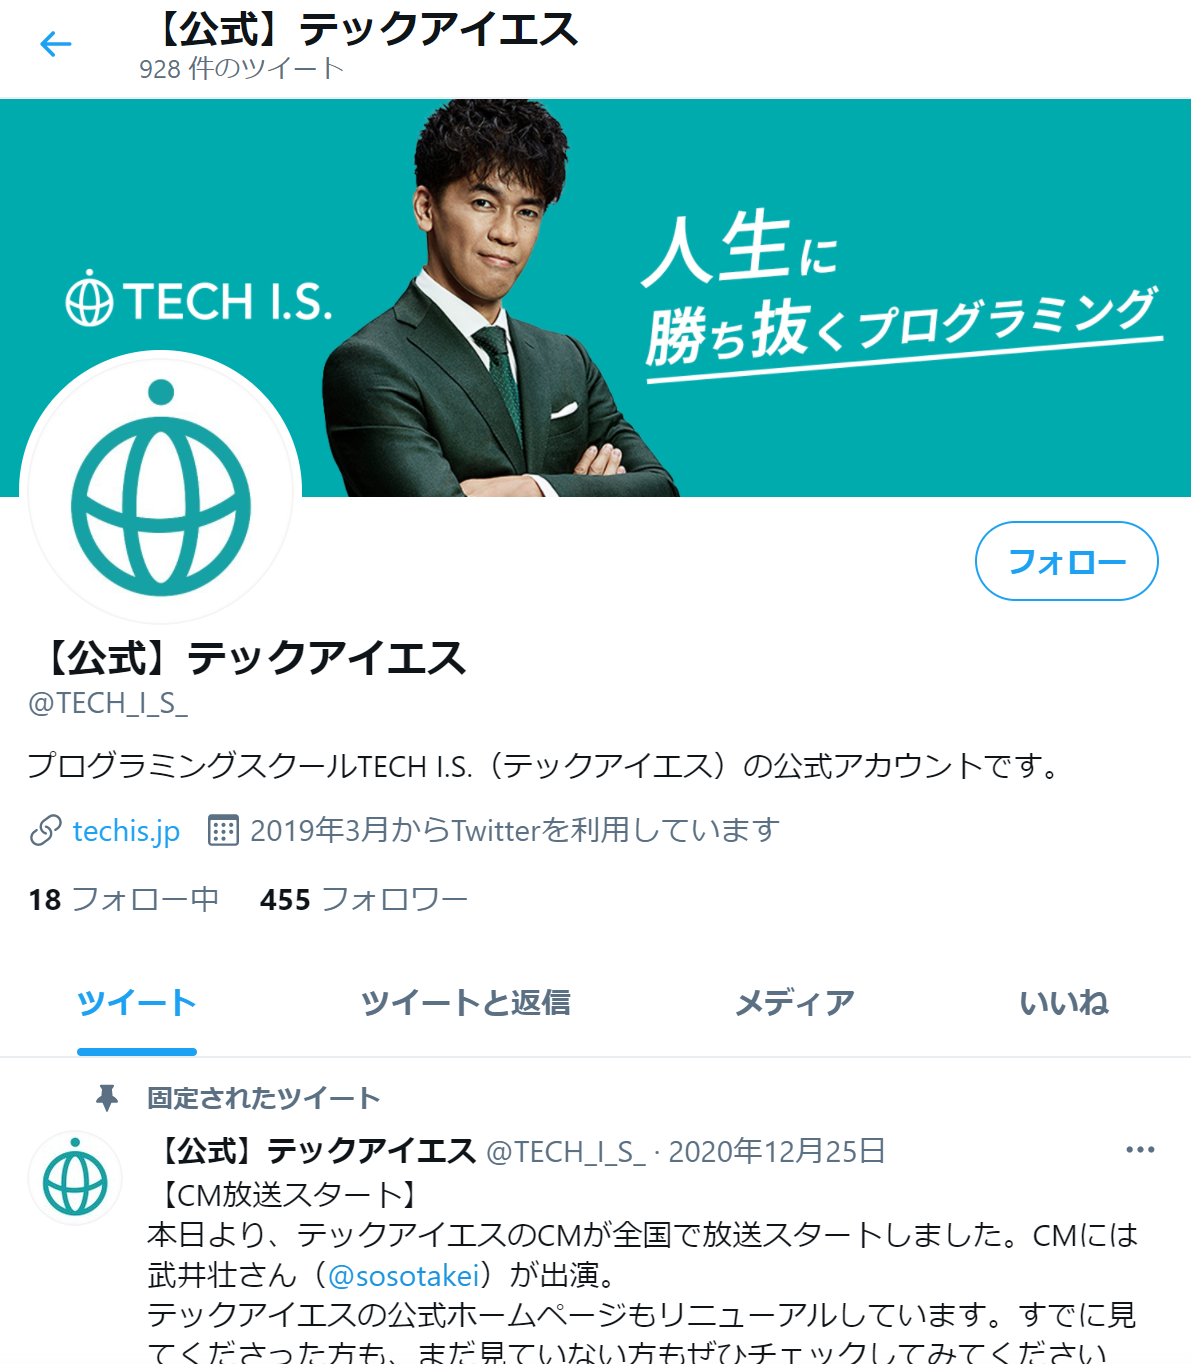 【公式】テックアイエス
928 件のツイート
TECH I.S.
人生に
勝ち抜くプログラミング
フォロー
【公式】テックアイエス
@TECH_I_S_
プログラミングスクールTECH I.S.（テックアイエス）の公式アカウントです。
techis.jp 2019年3月からTwitterを利用しています
18 フォロー中 455 フォロワー
ツイート ツイートと返信 メディア いいね
固定されたツイート
【公式】テックアイエス @TECH_I_S_ · 2020年12月25日
【CM放送スタート】
本日より、テックアイエスのCMが全国で放送スタートしました。CMには
武井壮さん（@sosotakei）が出演。
テックアイエスの公式ホームページもリニューアルしています。すでに見
てくださった方も、まだ見ていない方もぜひチェックしてみてください